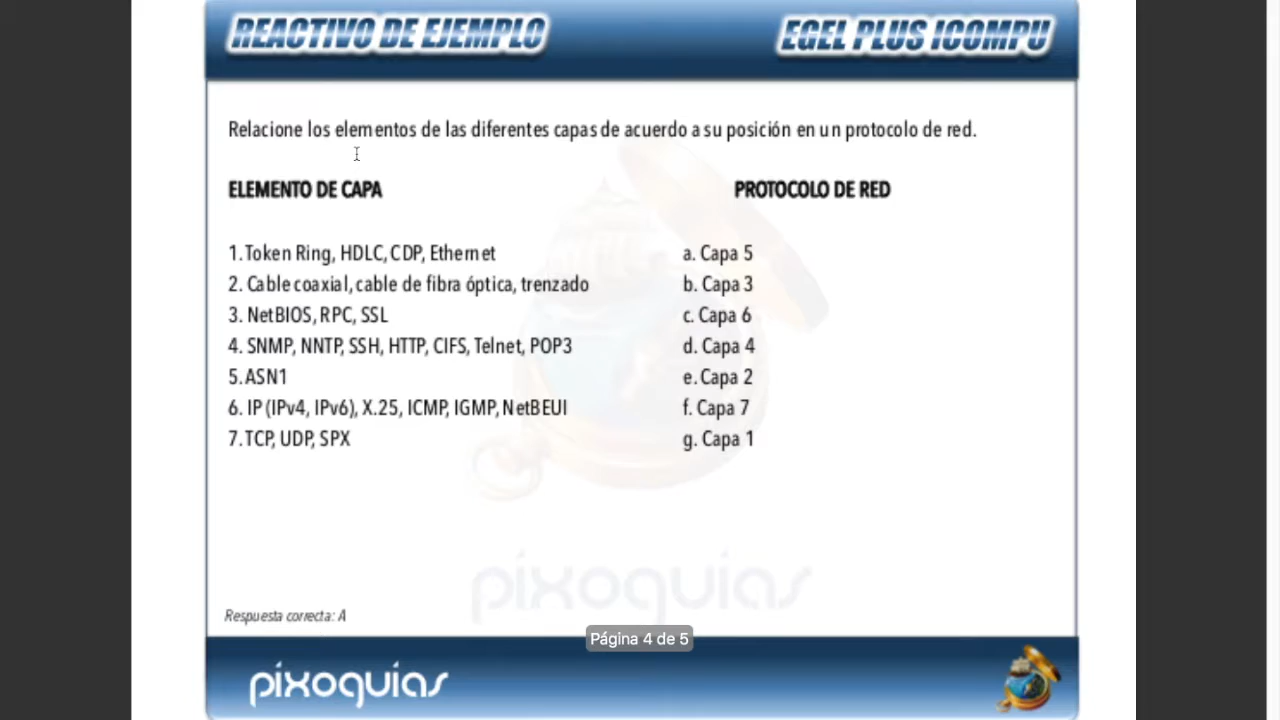 REACTIVO DE EJEMPLO
EGEL PLUS ICOMPU
Relacione los elementos de las diferentes capas de acuerdo a su posición en un protocolo de red.
ELEMENTO DE CAPA
PROTOCOLO DE RED
1. Token Ring, HDLC, CDP, Ethernet
a. Capa 5
2. Cable coaxial, cable de fibra óptica, trenzado
b. Capa 3
3. NetBIOS, RPC, SSL
c. Capa 6
4. SNMP, NNTP, SSH, HTTP, CIFS, Telnet, POP3
d. Capa 4
5. ASN1
e. Capa 2
6. IP (IPv4, IPv6), X.25, ICMP, IGMP, NetBEUI
f. Capa 7
7. TCP, UDP, SPX
g. Capa 1
pixoguías
Respuesta correcta: A
Página 4 de 5
pixoguías